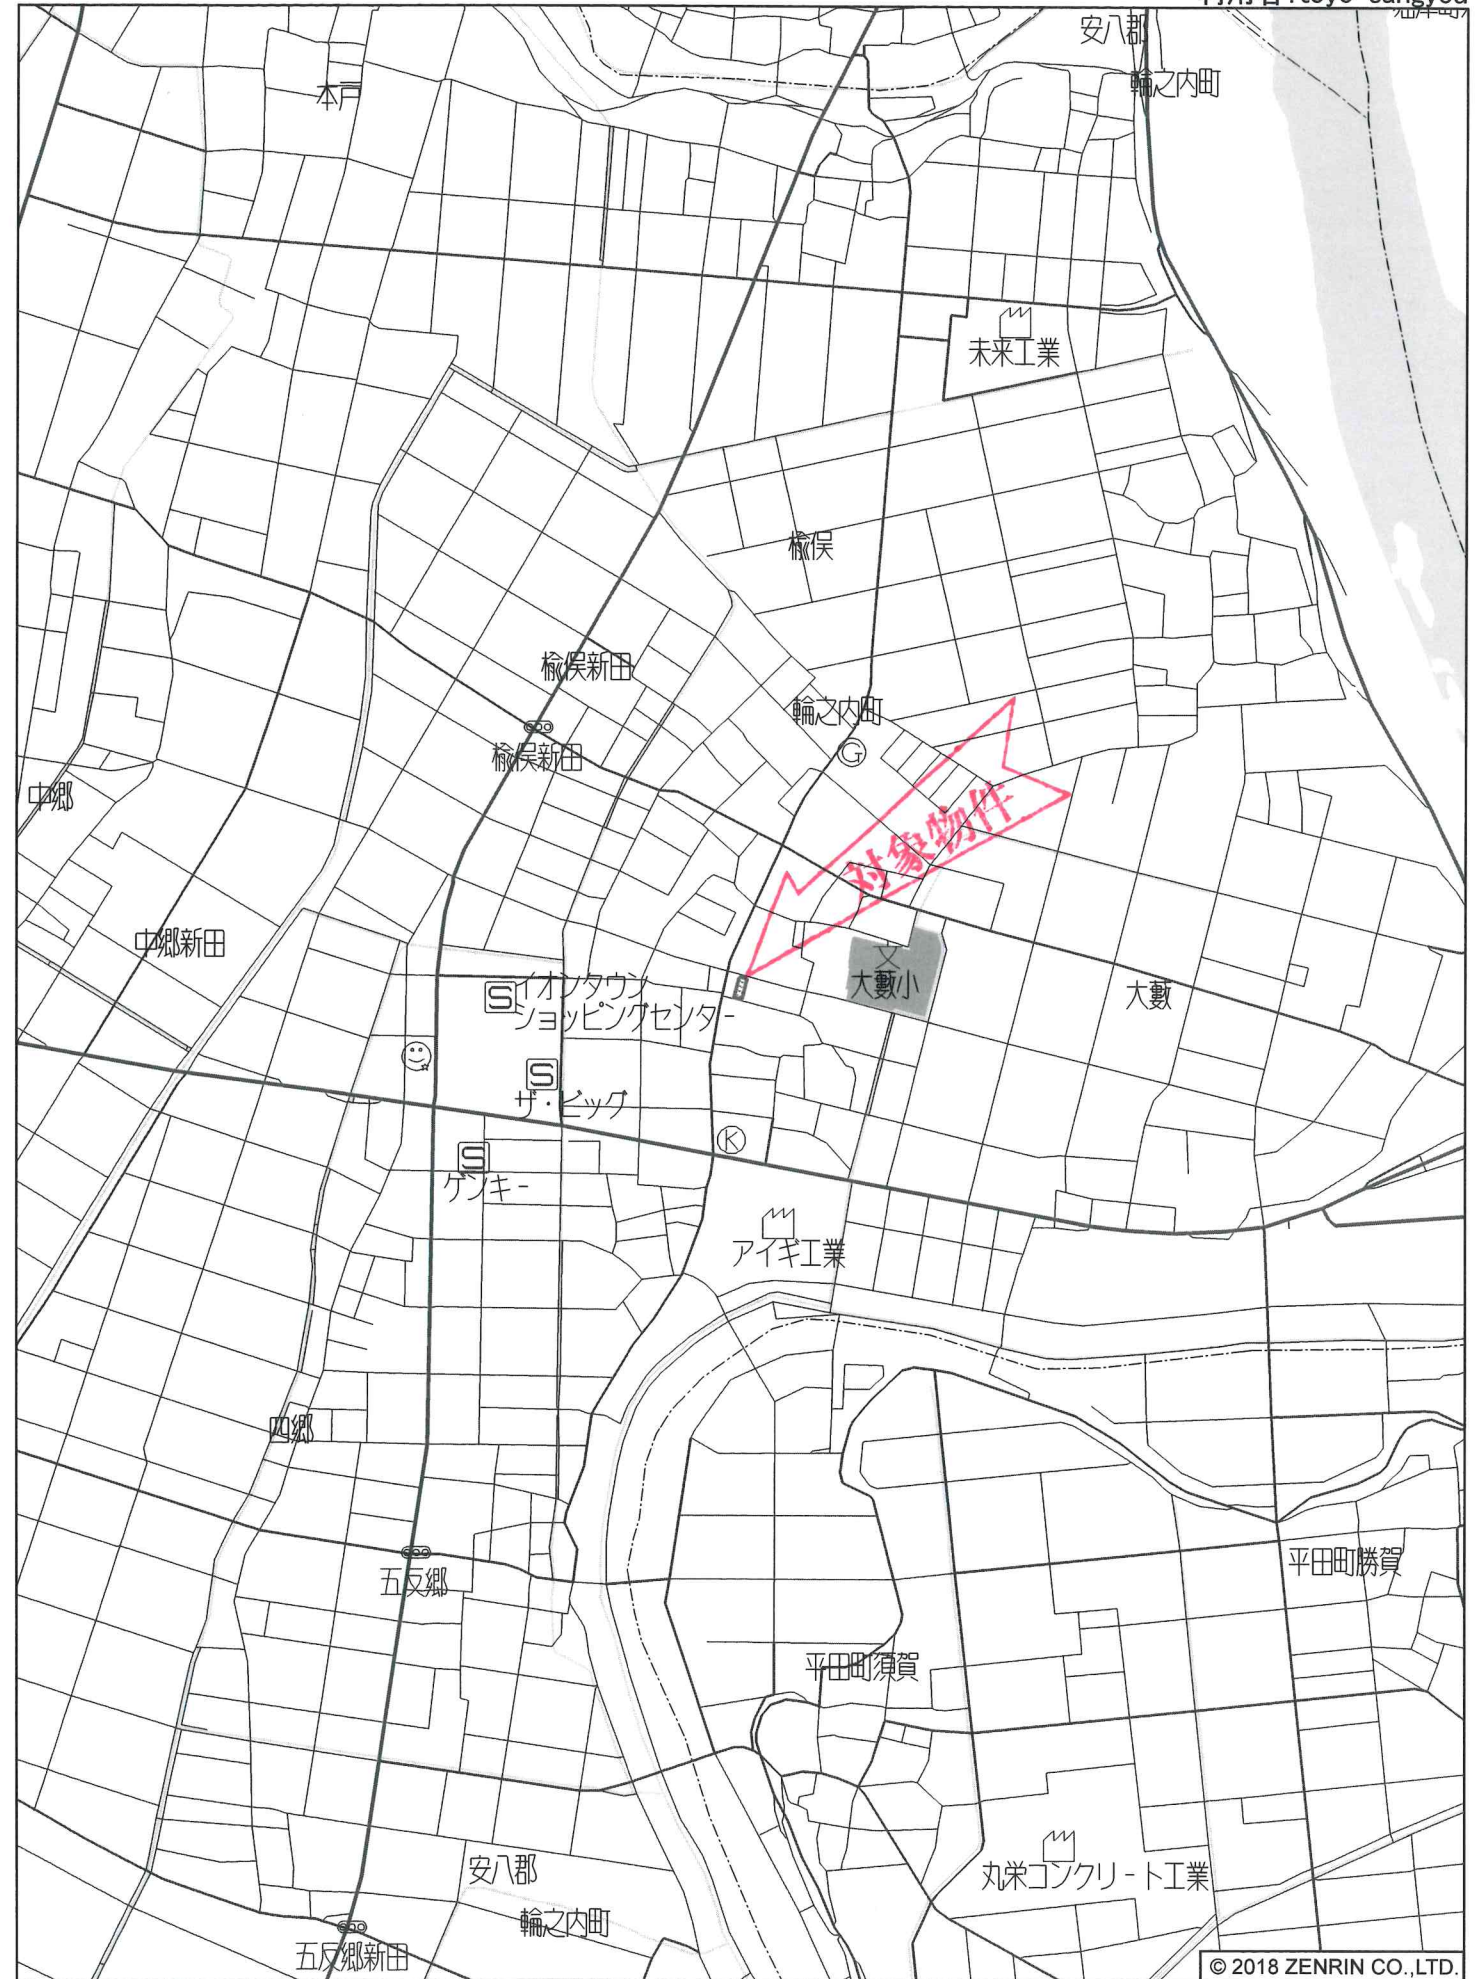 安八郡
輪之内町
本戸
未来工業
楡俣
楡俣新田
輪之内町
G
楡俣新田
中郷
対象物件
中郷新田
文
大藪小
大藪
S イオンタウン
ショッピングセンター
S
ザ・ビッグ
K
S
ゲンキー
アイギ工業
四郷
五反郷
平田町勝賀
平田町須賀
安八郡
丸栄コンクリート工業
輪之内町
五反郷新田
© 2018 ZENRIN CO.,LTD.